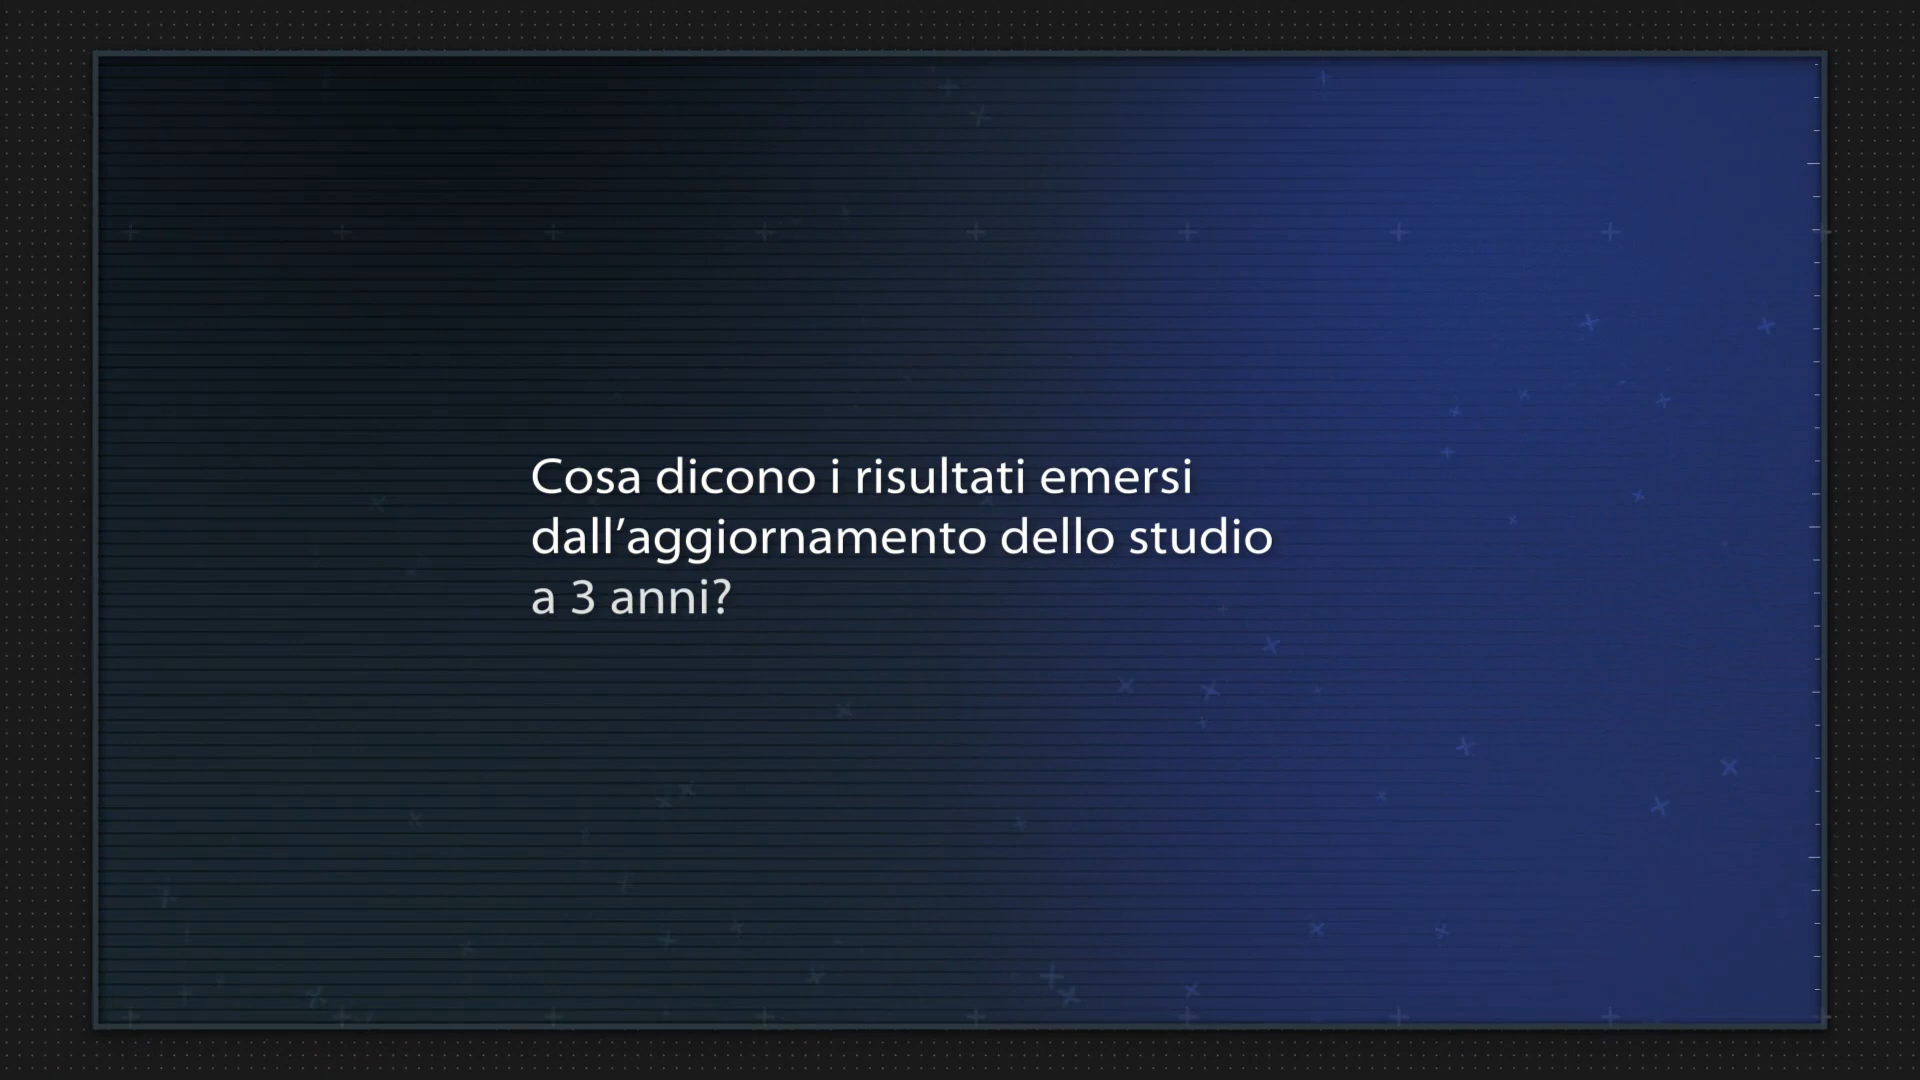 Cosa dicono i risultati emersi
dall’aggiornamento dello studio
a 3 anni?